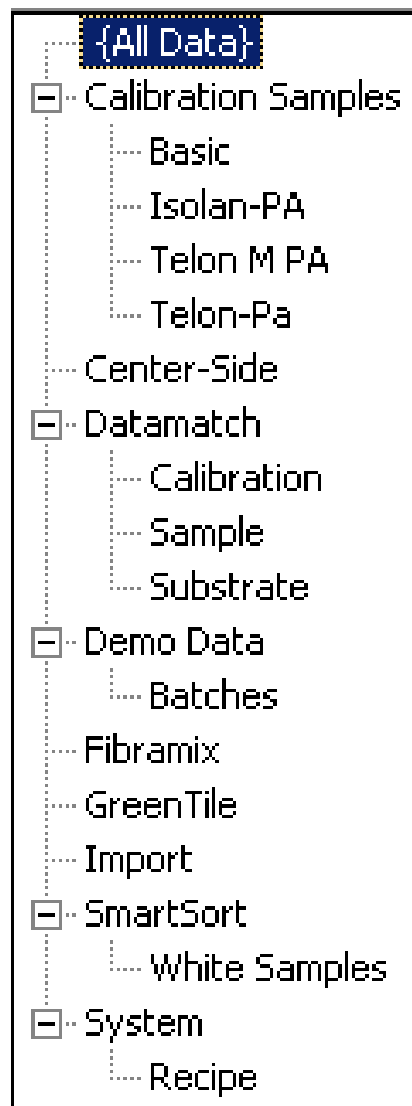 {All Data}
Calibration Samples
Basic
Isolan-PA
Telon M PA
Telon-Pa
Center-Side
Datamatch
Calibration
Sample
Substrate
Demo Data
Batches
Fibramix
GreenTile
Import
SmartSort
White Samples
System
Recipe